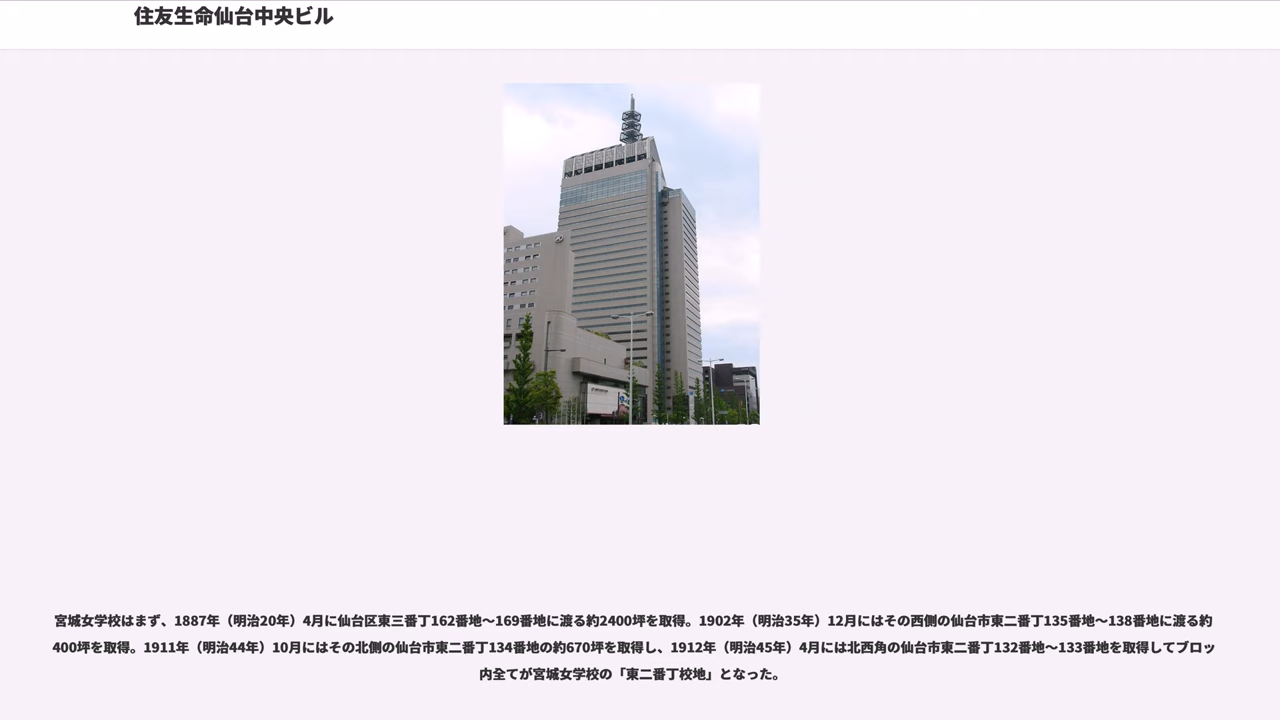 住友生命仙台中央ビル
宮城女学校はまず、1887年（明治20年）4月に仙台区東三番丁162番地〜169番地に渡る約2400坪を取得。1902年（明治35年）12月にはその西側の仙台市東二番丁135番地〜138番地に渡る約
400坪を取得。1911年（明治44年）10月にはその北側の仙台市東二番丁134番地の約670坪を取得し、1912年（明治45年）4月には北西角の仙台市東二番丁132番地〜133番地を取得してブロッ
内全てが宮城女学校の「東二番丁校地」となった。